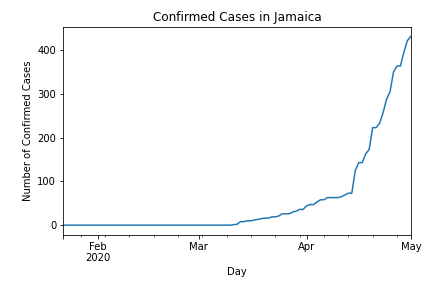 Confirmed Cases in Jamaica
400
300
200
100
0
Number of Confirmed Cases
Feb
2020
Mar
Apr
May
Day